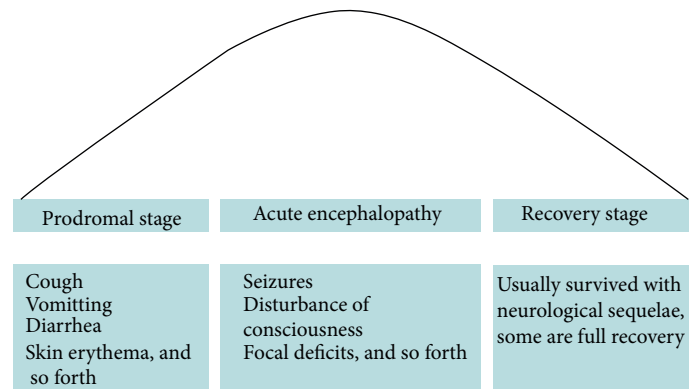 Prodromal stage
Acute encephalopathy
Recovery stage
Cough
Vomitting
Diarrhea
Skin erythema, and
so forth
Seizures
Disturbance of
consciousness
Focal deficits, and so forth
Usually survived with
neurological sequelae,
some are full recovery